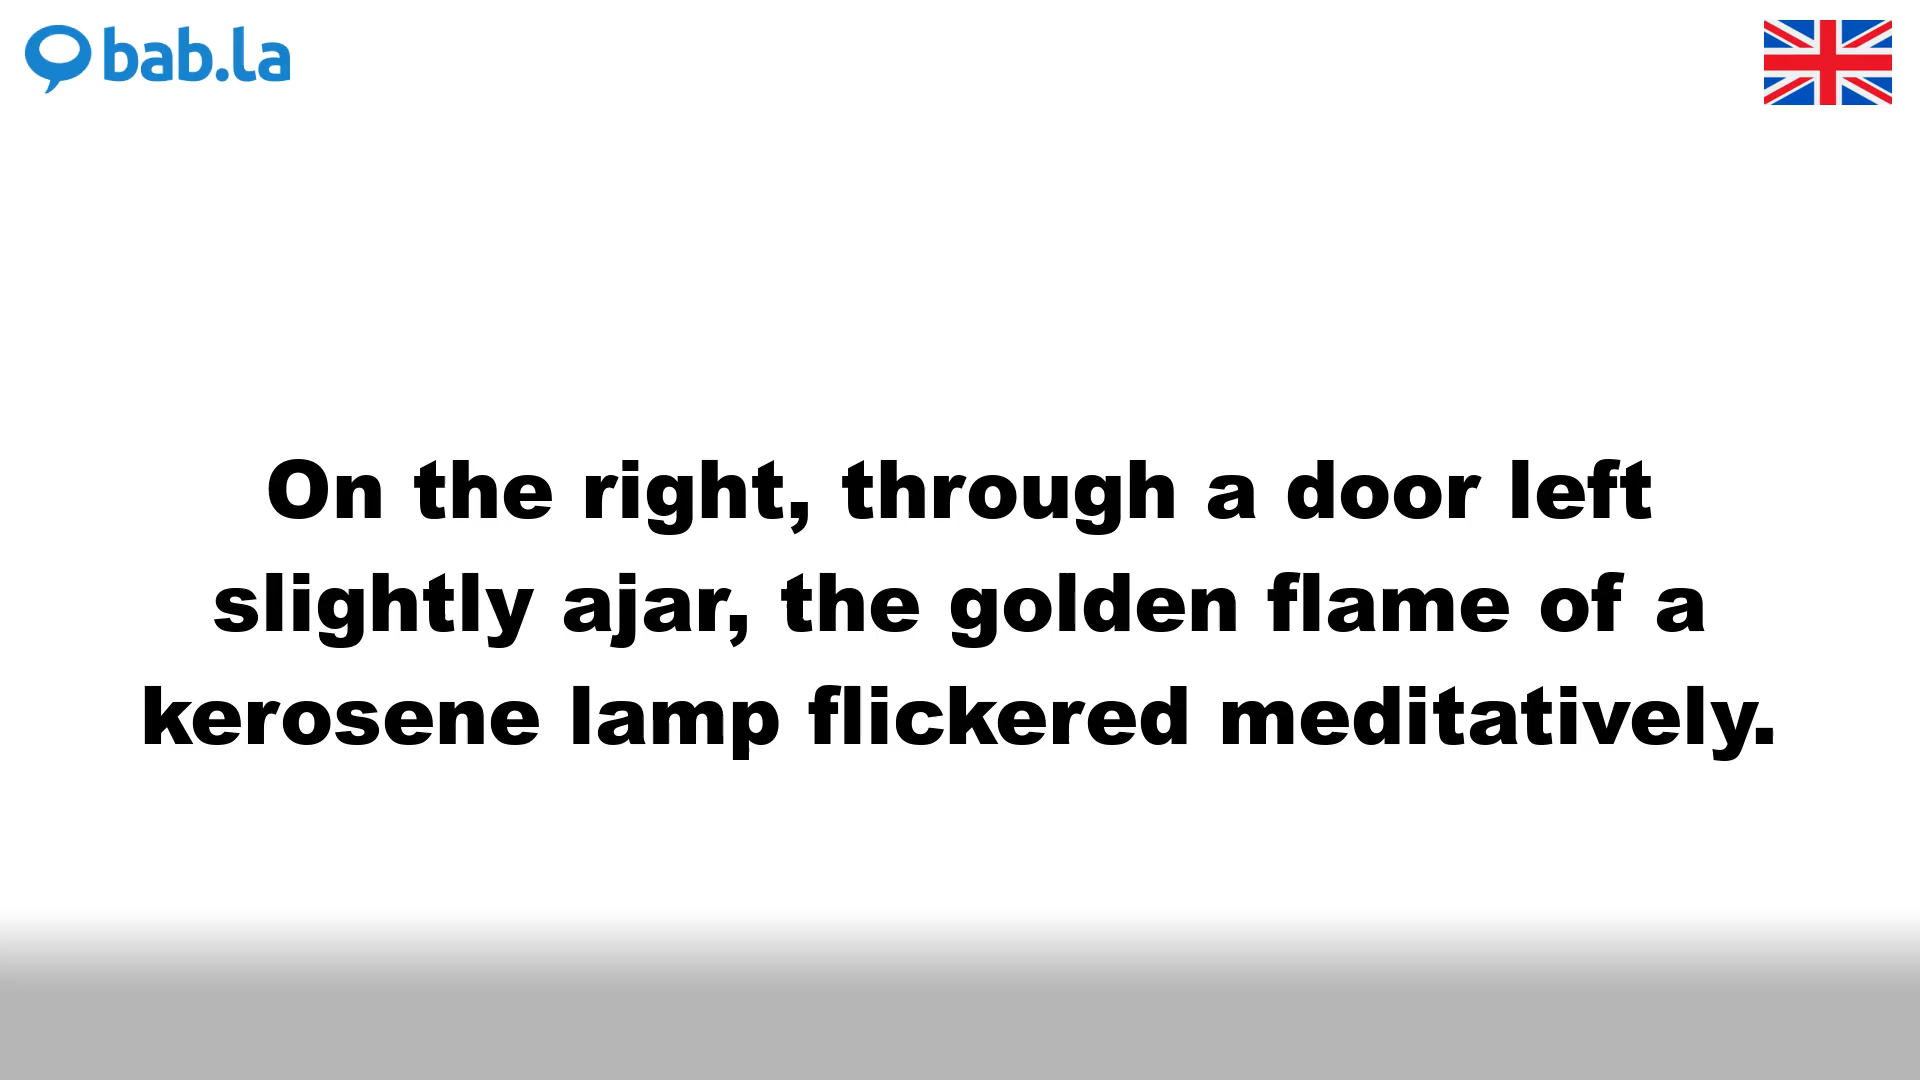 bab.la
On the right, through a door left
slightly ajar, the golden flame of a
kerosene lamp flickered meditatively.